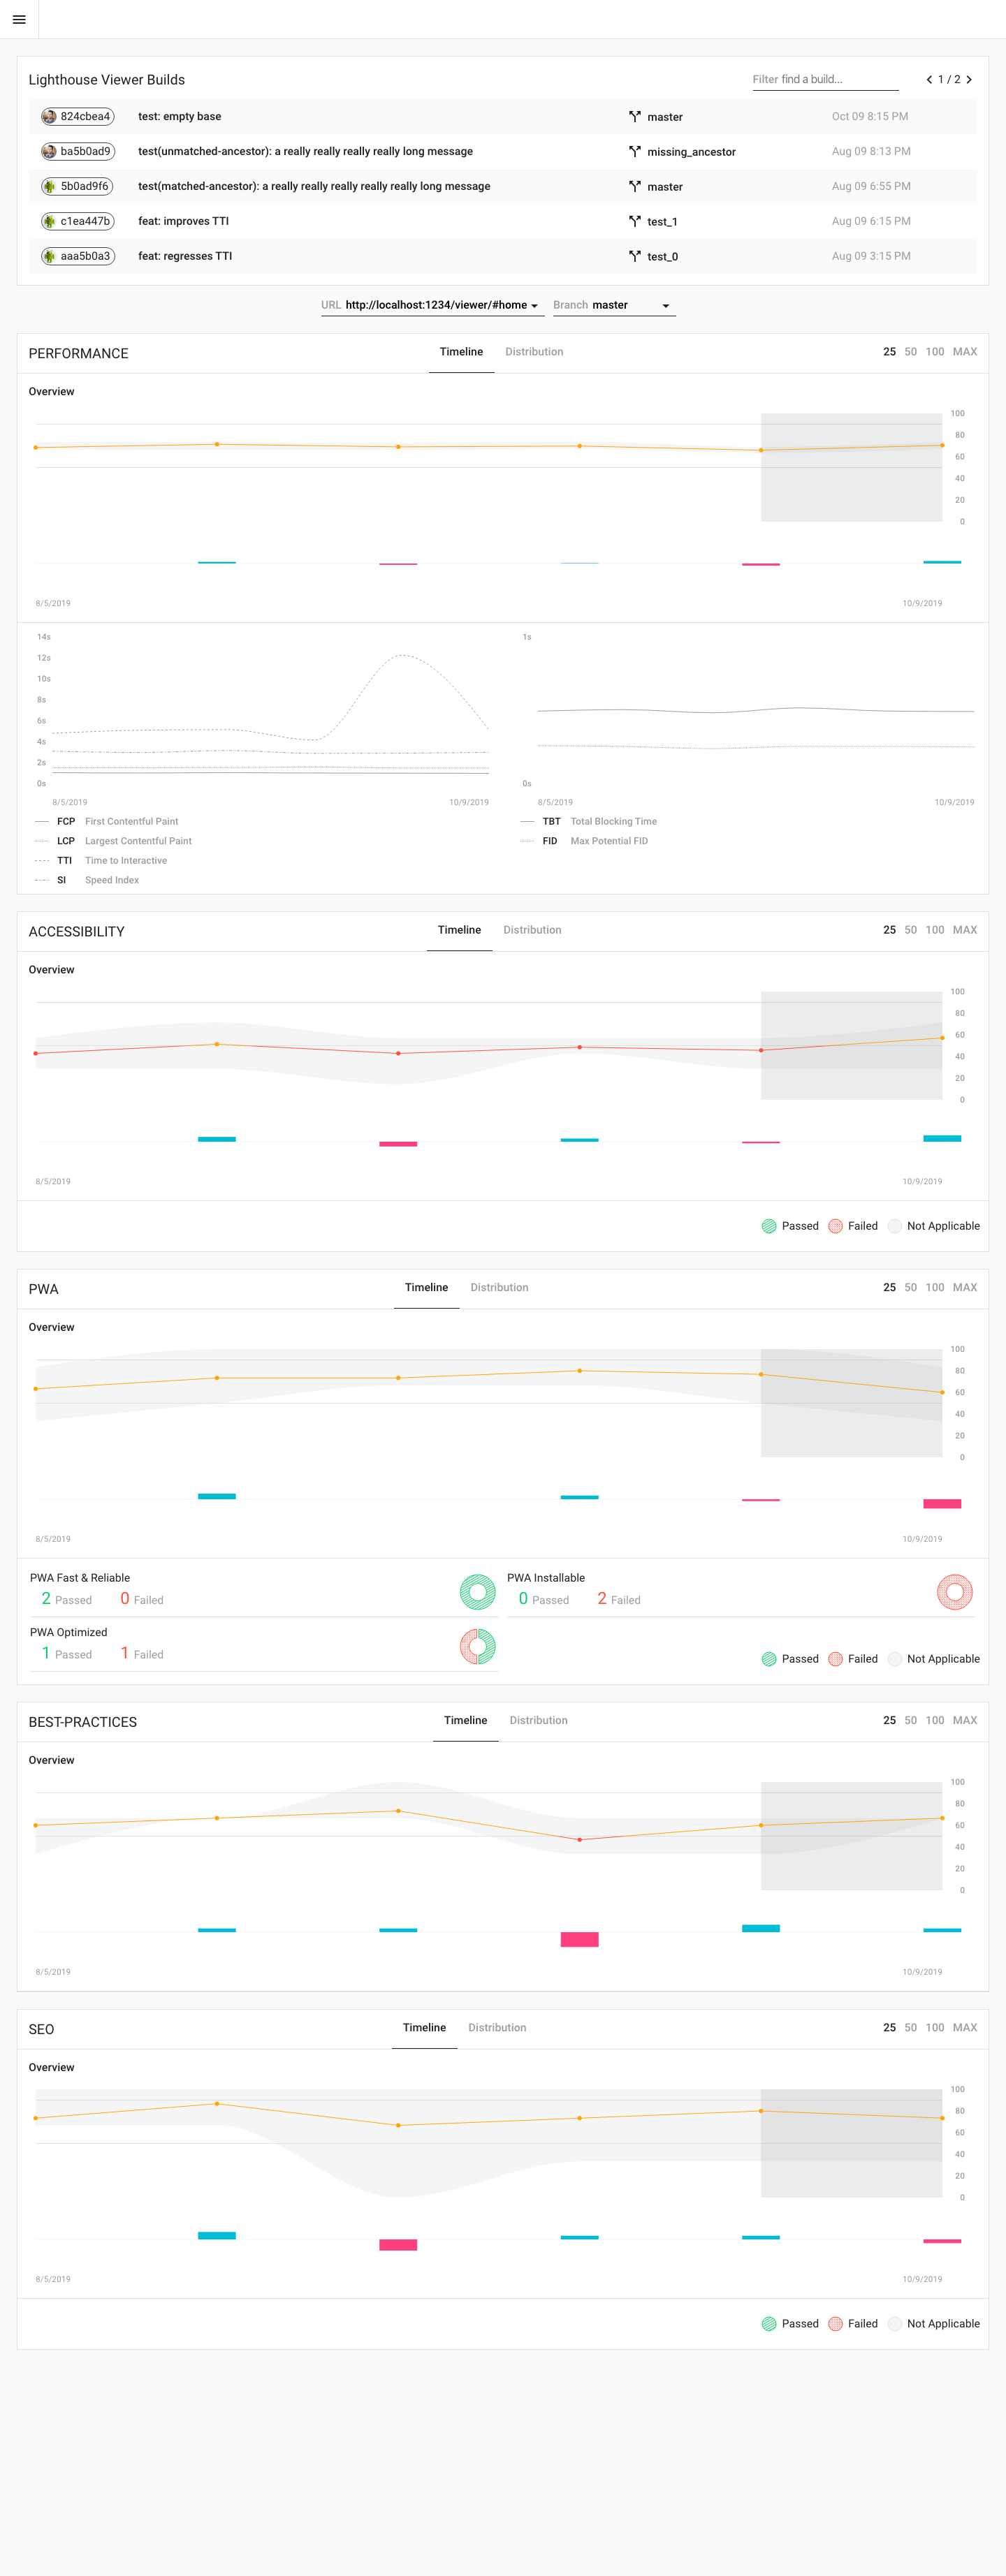 Lighthouse Viewer Builds
Filter find a build...
1 / 2
824cbea4 test: empty base master Oct 09 8:15 PM
ba5b0ad9 test(unmatched-ancestor): a really really really really long message missing_ancestor Aug 09 8:13 PM
5b0ad9f6 test(matched-ancestor): a really really really really really long message master Aug 09 6:55 PM
c1ea447b feat: improves TTI test_1 Aug 09 6:15 PM
aaa5b0a3 feat: regresses TTI test_0 Aug 09 3:15 PM
URL http://localhost:1234/viewer/#home Branch master
PERFORMANCE Timeline Distribution 25 50 100 MAX
Overview
100
80
60
40
20
0
8/5/2019 10/9/2019
14s
12s
10s
8s
6s
4s
2s
0s
8/5/2019 10/9/2019
1s
0s
8/5/2019 10/9/2019
FCP First Contentful Paint
LCP Largest Contentful Paint
TTI Time to Interactive
SI Speed Index
TBT Total Blocking Time
FID Max Potential FID
ACCESSIBILITY Timeline Distribution 25 50 100 MAX
Overview
100
80
60
40
20
0
8/5/2019 10/9/2019
Passed Failed Not Applicable
PWA Timeline Distribution 25 50 100 MAX
Overview
100
80
60
40
20
0
8/5/2019 10/9/2019
PWA Fast & Reliable
2 Passed 0 Failed
PWA Installable
0 Passed 2 Failed
PWA Optimized
1 Passed 1 Failed
Passed Failed Not Applicable
BEST-PRACTICES Timeline Distribution 25 50 100 MAX
Overview
100
80
60
40
20
0
8/5/2019 10/9/2019
SEO Timeline Distribution 25 50 100 MAX
Overview
100
80
60
40
20
0
8/5/2019 10/9/2019
Passed Failed Not Applicable